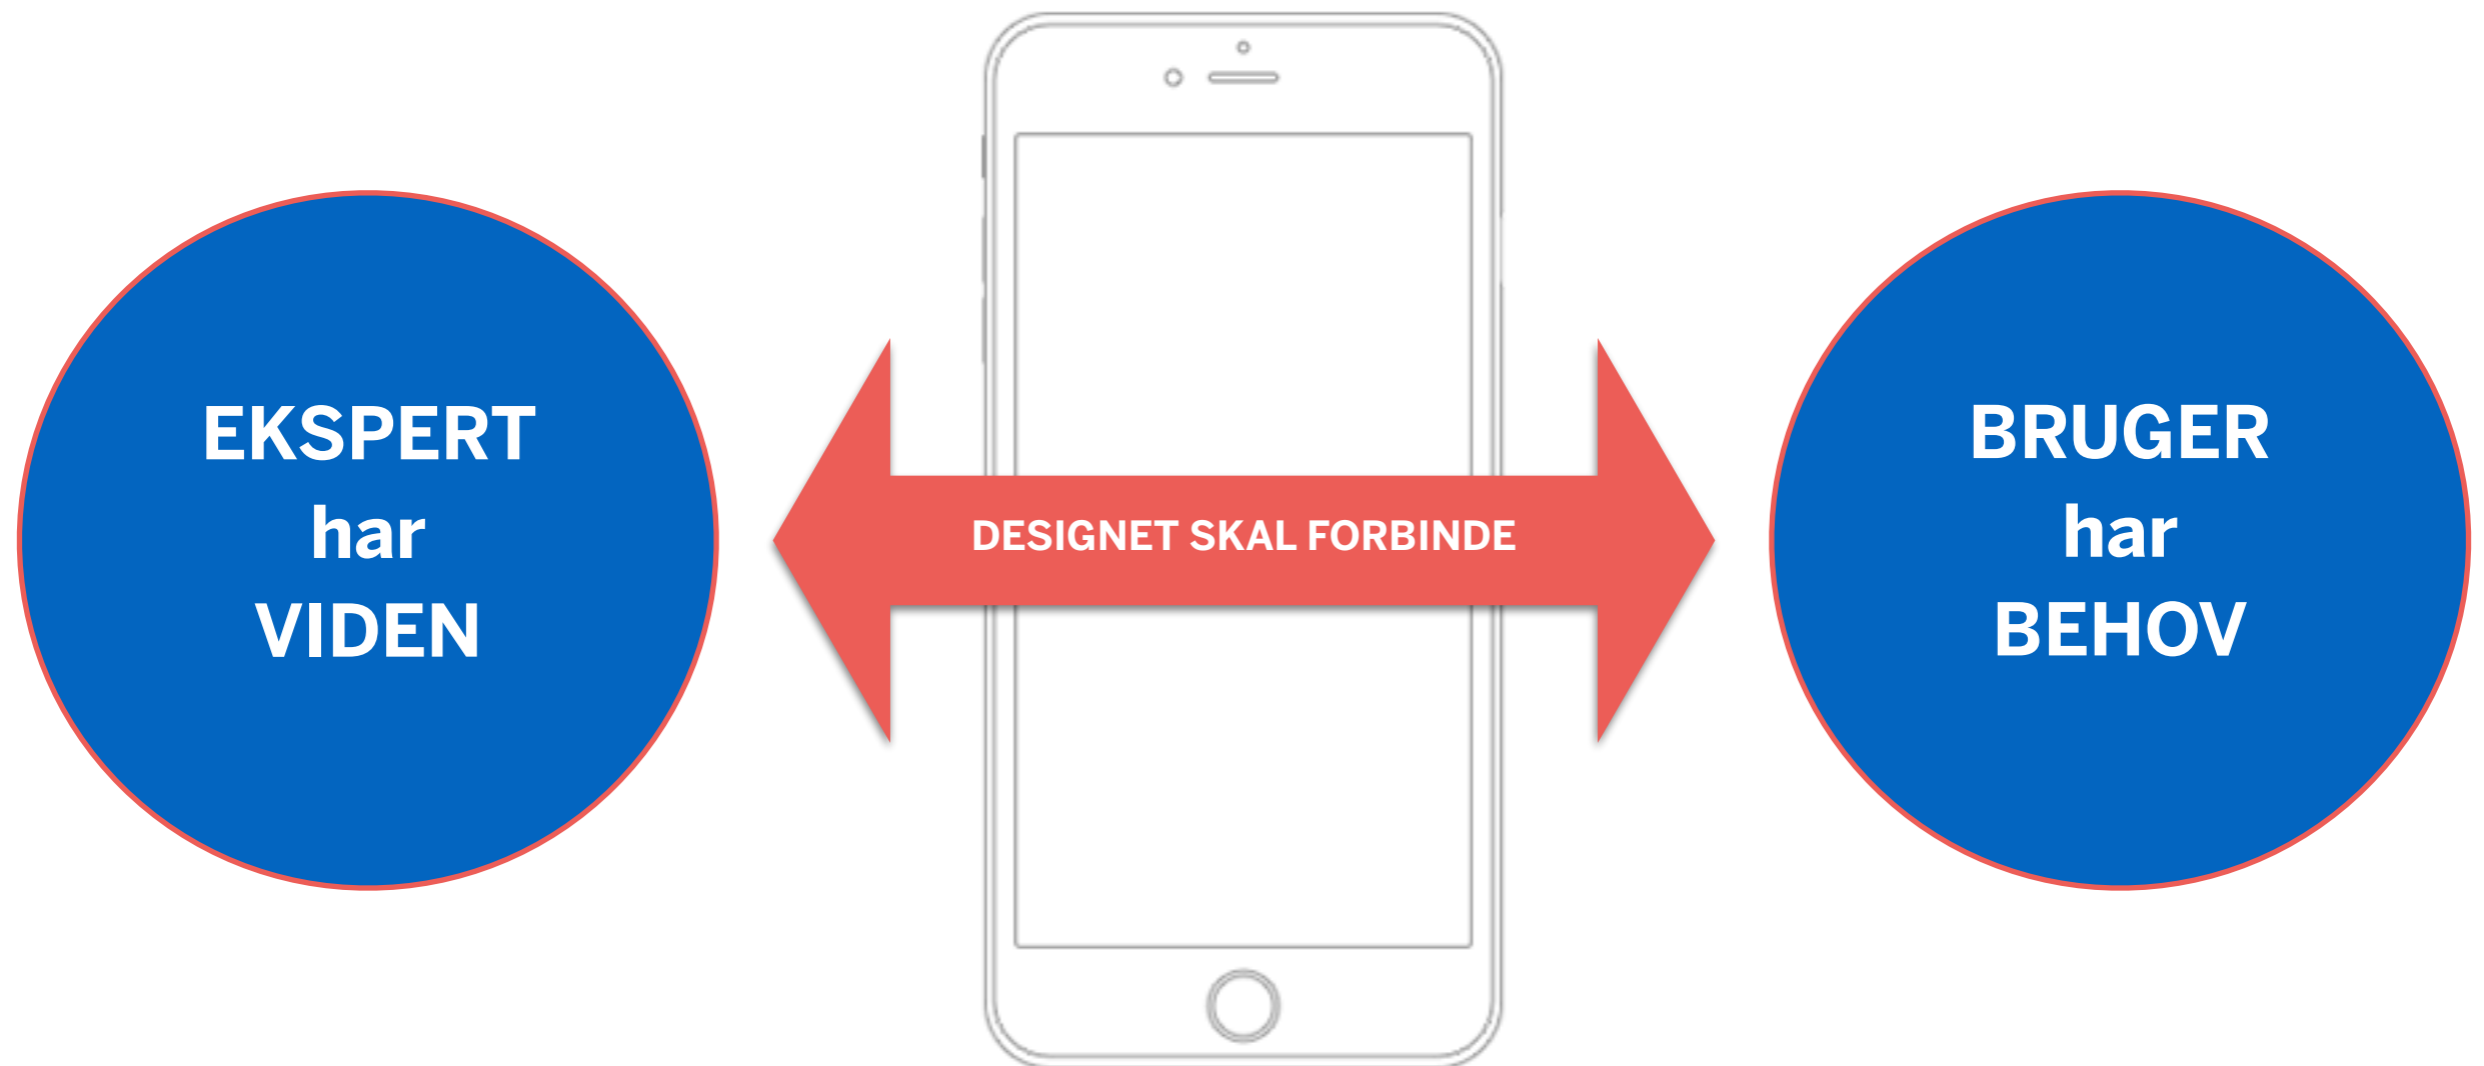 EKSPERT
har
VIDEN
DESIGNET SKAL FORBINDE
BRUGER
har
BEHOV